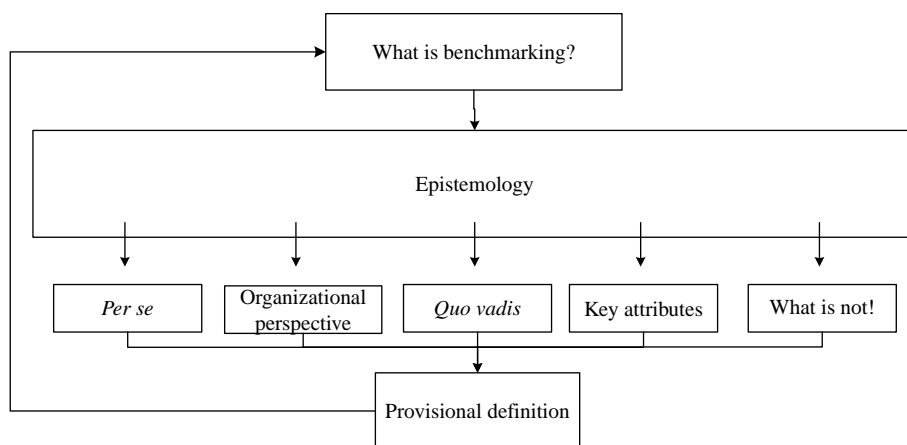 What is benchmarking?
Epistemology
Per se
Organizational
perspective
Quo vadis
Key attributes
What is not!
Provisional definition